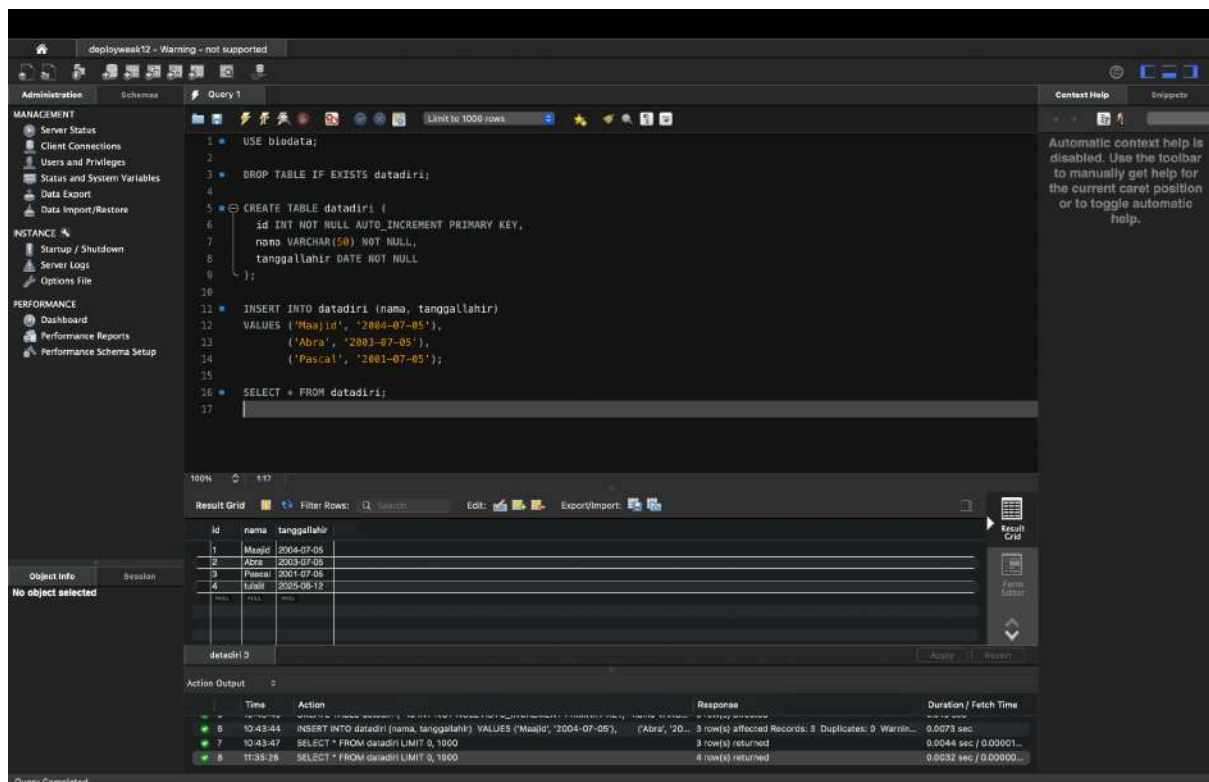 deployweek12 - Warning - not supported
Administration Schemas
Query 1
Context Help Snippets
MANAGEMENT
Server Status
Client Connections
Users and Privileges
Status and System Variables
Data Export
Data Import/Restore
INSTANCE
Startup / Shutdown
Server Logs
Options File
PERFORMANCE
Dashboard
Performance Reports
Performance Schema Setup
Object Info Session
No object selected
Limit to 1000 rows
1 USE biodata;
2
3 DROP TABLE IF EXISTS datadiri;
4
5 CREATE TABLE datadiri (
6 id INT NOT NULL AUTO_INCREMENT PRIMARY KEY,
7 nama VARCHAR(50) NOT NULL,
8 tanggallahir DATE NOT NULL
9 );
10
11 INSERT INTO datadiri (nama, tanggallahir)
12 VALUES ('Maajid', '2004-07-05'),
13 ('Abra', '2003-07-05'),
14 ('Pascal', '2001-07-05');
15
16 SELECT * FROM datadiri;
17
100% 1:17
Result Grid Filter Rows: Search Edit: Export/Import:
id nama tanggallahir
1 Maajid 2004-07-05
2 Abra 2003-07-05
3 Pascal 2001-07-05
4 tulalit 2025-06-12
NULL NULL NULL
Result Grid
Form Editor
datadiri 3 Apply Revert
Action Output
Time Action Response Duration / Fetch Time
6 10:43:44 INSERT INTO datadiri (nama, tanggallahir) VALUES ('Maajid', '2004-07-05'), ('Abra', '20... 3 row(s) affected Records: 3 Duplicates: 0 Warnin... 0.0073 sec
7 10:43:47 SELECT * FROM datadiri LIMIT 0, 1000 3 row(s) returned 0.0044 sec / 0.00001...
8 11:35:26 SELECT * FROM datadiri LIMIT 0, 1000 4 row(s) returned 0.0032 sec / 0.00000...
Query Completed
Automatic context help is
disabled. Use the toolbar
to manually get help for
the current caret position
or to toggle automatic
help.